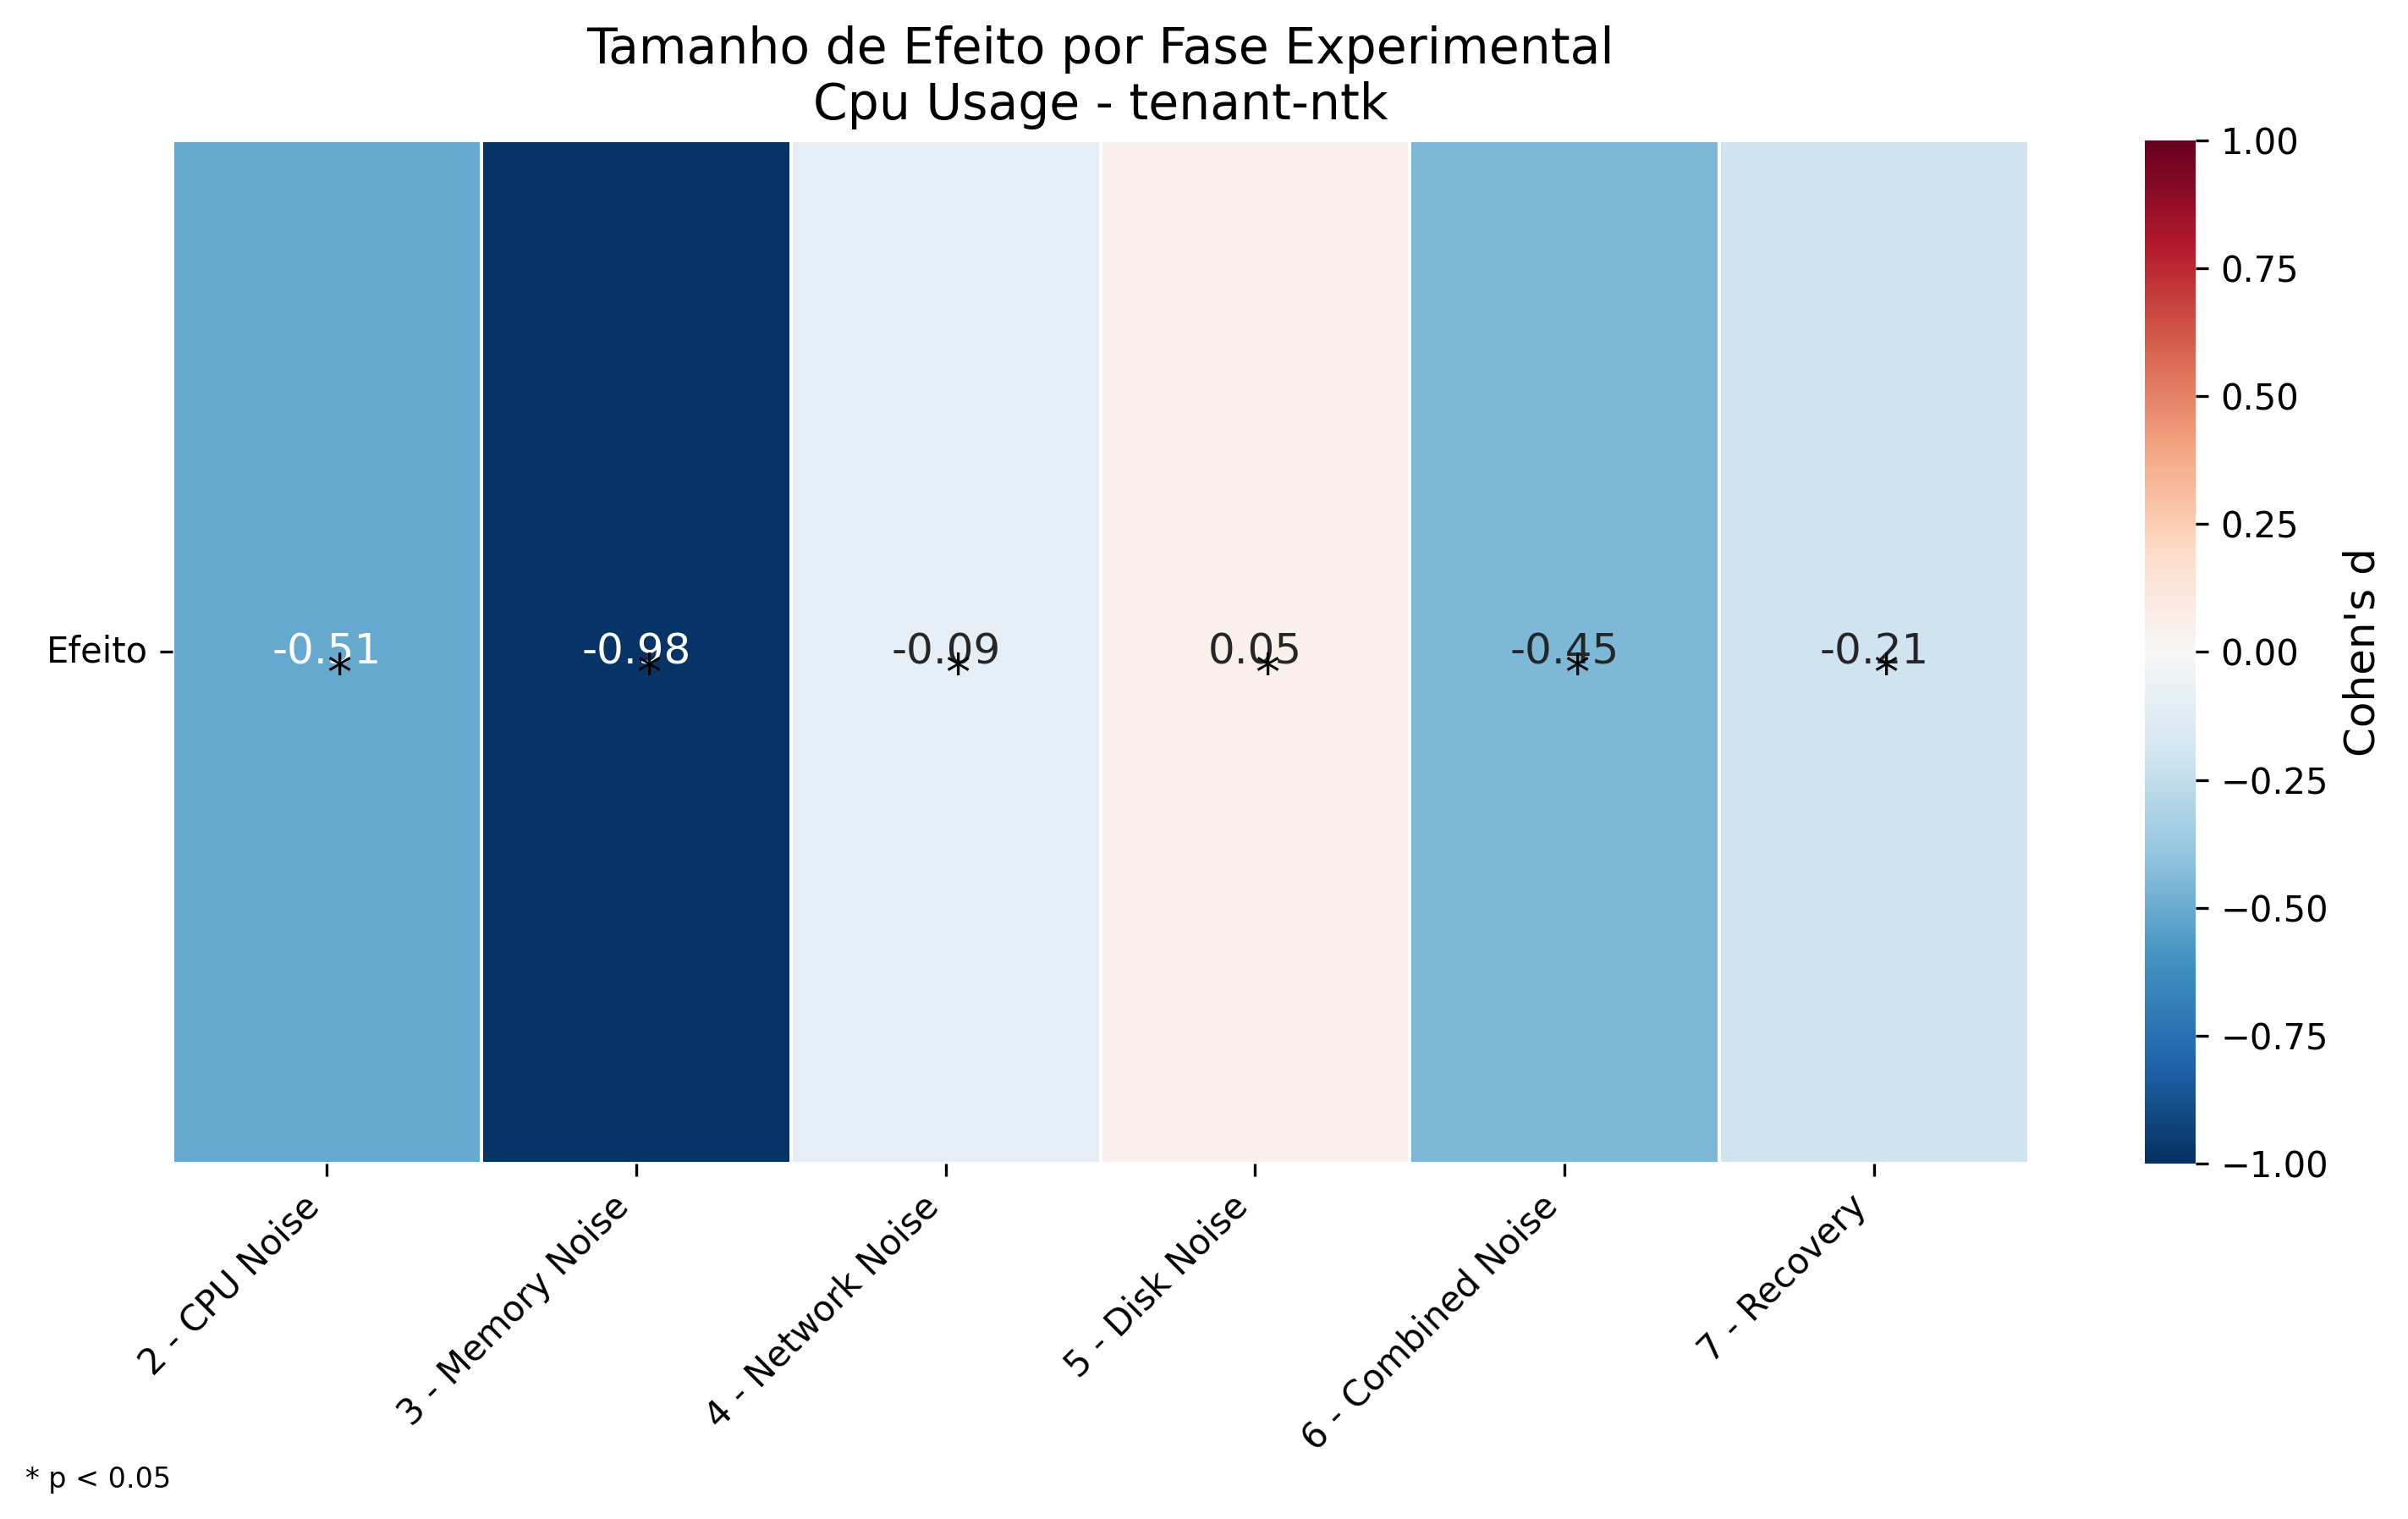 Tamanho de Efeito por Fase Experimental
Cpu Usage - tenant-ntk
Efeito
-0.51
*
-0.98
*
-0.09
*
0.05
*
-0.45
*
-0.21
*
2 - CPU Noise
3 - Memory Noise
4 - Network Noise
5 - Disk Noise
6 - Combined Noise
7 - Recovery
1.00
0.75
0.50
0.25
0.00
−0.25
−0.50
−0.75
−1.00
Cohen's d
* p < 0.05